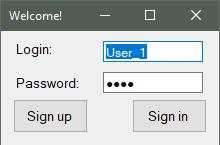 Welcome!
Login: User_1
Password: ●●●●
Sign up Sign in